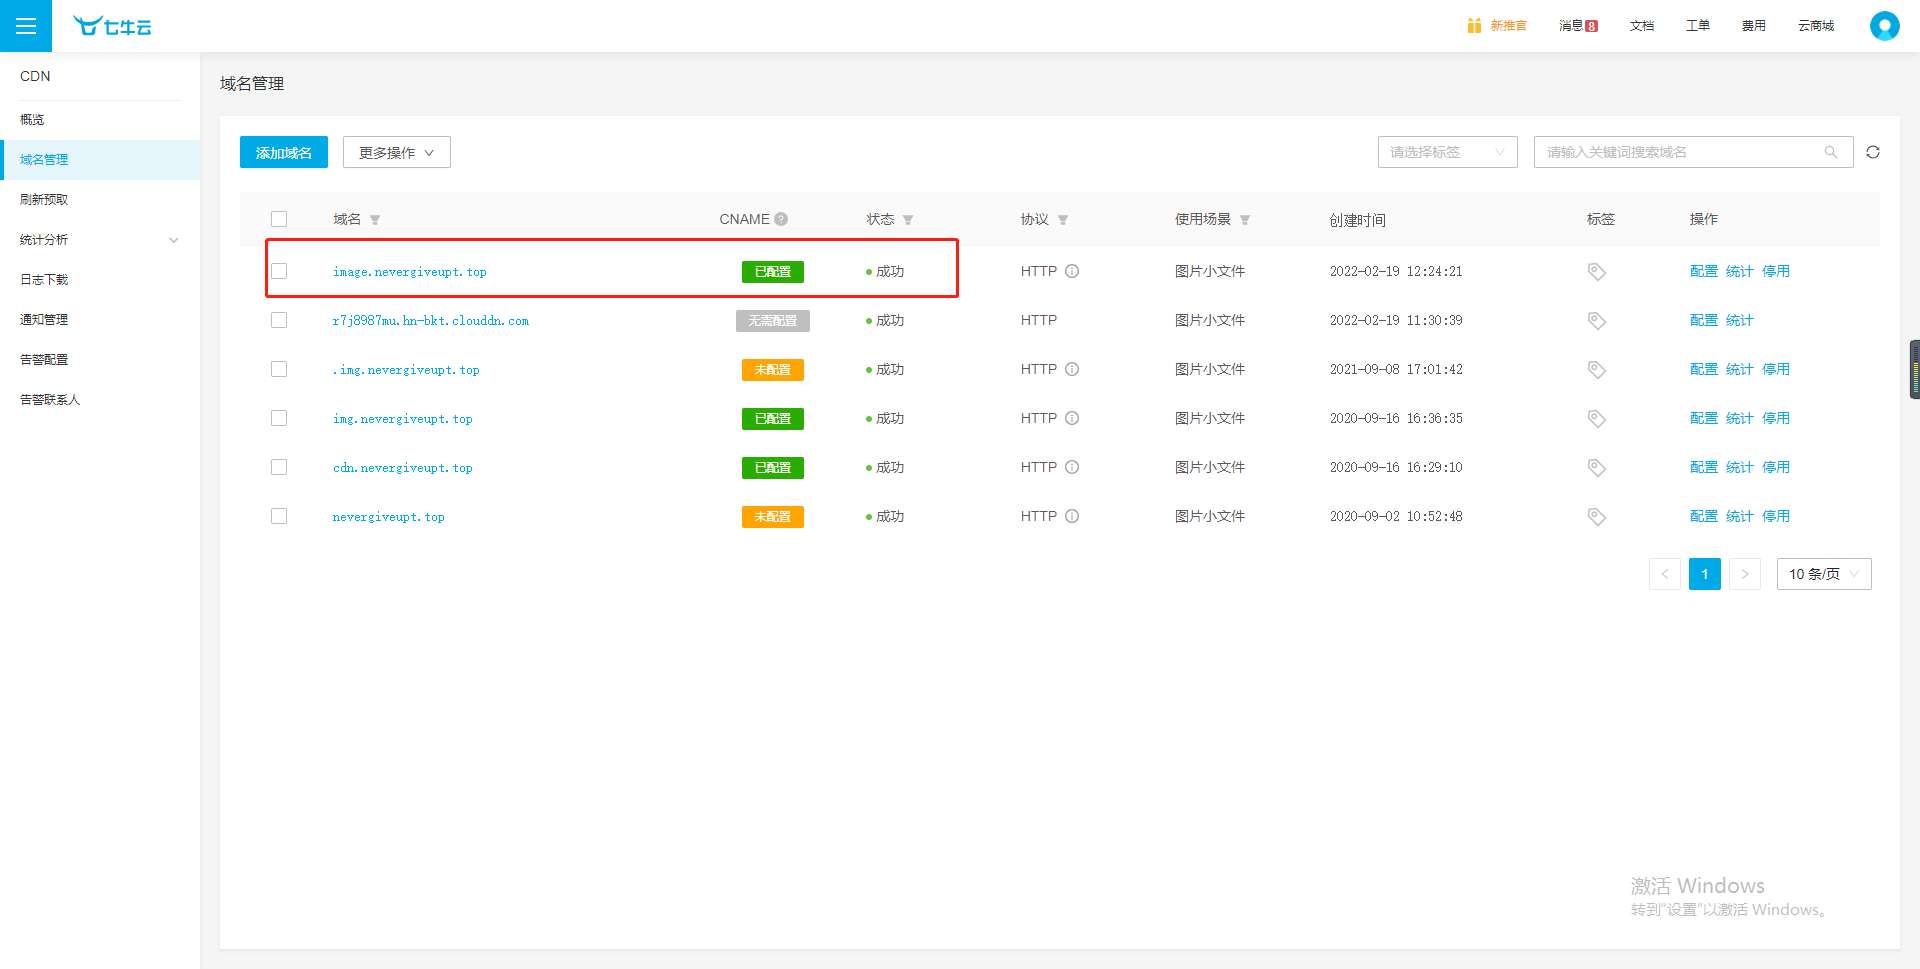 七牛云
新推官
消息 8
文档
工单
费用
云商城
CDN
概览
域名管理
刷新预取
统计分析
日志下载
通知管理
告警配置
告警联系人
域名管理
添加域名
更多操作
请选择标签
请输入关键词搜索域名
域名 CNAME ? 状态 协议 使用场景 创建时间 标签 操作
image.nevergiveupt.top 已配置 成功 HTTP 图片小文件 2022-02-19 12:24:21 配置 统计 停用
r7j8987mu.hn-bkt.clouddn.com 无需配置 成功 HTTP 图片小文件 2022-02-19 11:30:39 配置 统计
.img.nevergiveupt.top 未配置 成功 HTTP 图片小文件 2021-09-08 17:01:42 配置 统计 停用
img.nevergiveupt.top 已配置 成功 HTTP 图片小文件 2020-09-16 16:36:35 配置 统计 停用
cdn.nevergiveupt.top 已配置 成功 HTTP 图片小文件 2020-09-16 16:29:10 配置 统计 停用
nevergiveupt.top 未配置 成功 HTTP 图片小文件 2020-09-02 10:52:48 配置 统计 停用
< 1 > 10 条/页
激活 Windows
转到“设置”以激活 Windows。